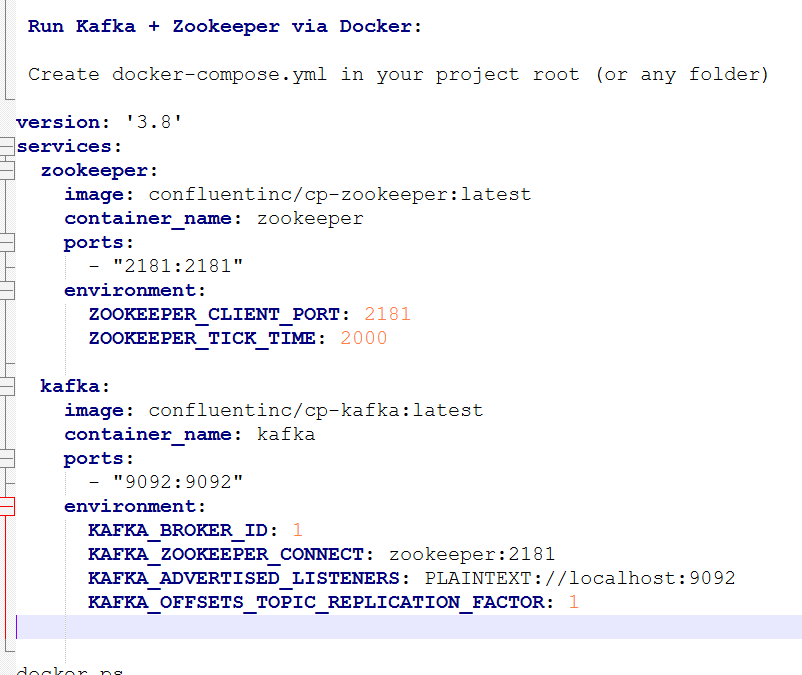 Run Kafka + Zookeeper via Docker:
Create docker-compose.yml in your project root (or any folder)
version: '3.8'
services:
zookeeper:
image: confluentinc/cp-zookeeper:latest
container_name: zookeeper
ports:
- "2181:2181"
environment:
ZOOKEEPER_CLIENT_PORT: 2181
ZOOKEEPER_TICK_TIME: 2000
kafka:
image: confluentinc/cp-kafka:latest
container_name: kafka
ports:
- "9092:9092"
environment:
KAFKA_BROKER_ID: 1
KAFKA_ZOOKEEPER_CONNECT: zookeeper:2181
KAFKA_ADVERTISED_LISTENERS: PLAINTEXT://localhost:9092
KAFKA_OFFSETS_TOPIC_REPLICATION_FACTOR: 1
docker ps